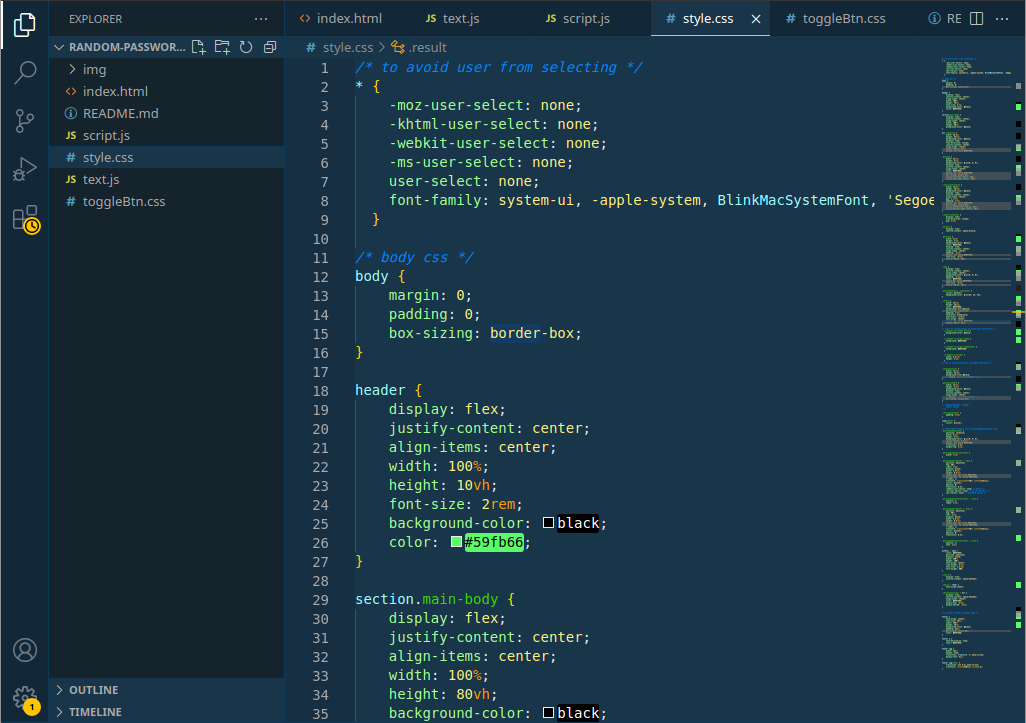 EXPLORER
RANDOM-PASSWOR...
img
index.html
README.md
script.js
style.css
text.js
toggleBtn.css
OUTLINE
TIMELINE
1
index.html
text.js
script.js
style.css
toggleBtn.css
RE
style.css > .result
1 /* to avoid user from selecting */
2 * {
3 -moz-user-select: none;
4 -khtml-user-select: none;
5 -webkit-user-select: none;
6 -ms-user-select: none;
7 user-select: none;
8 font-family: system-ui, -apple-system, BlinkMacSystemFont, 'Segoe
9 }
10
11 /* body css */
12 body {
13 margin: 0;
14 padding: 0;
15 box-sizing: border-box;
16 }
17
18 header {
19 display: flex;
20 justify-content: center;
21 align-items: center;
22 width: 100%;
23 height: 10vh;
24 font-size: 2rem;
25 background-color: black;
26 color: #59fb66;
27 }
28
29 section.main-body {
30 display: flex;
31 justify-content: center;
32 align-items: center;
33 width: 100%;
34 height: 80vh;
35 background-color: black;